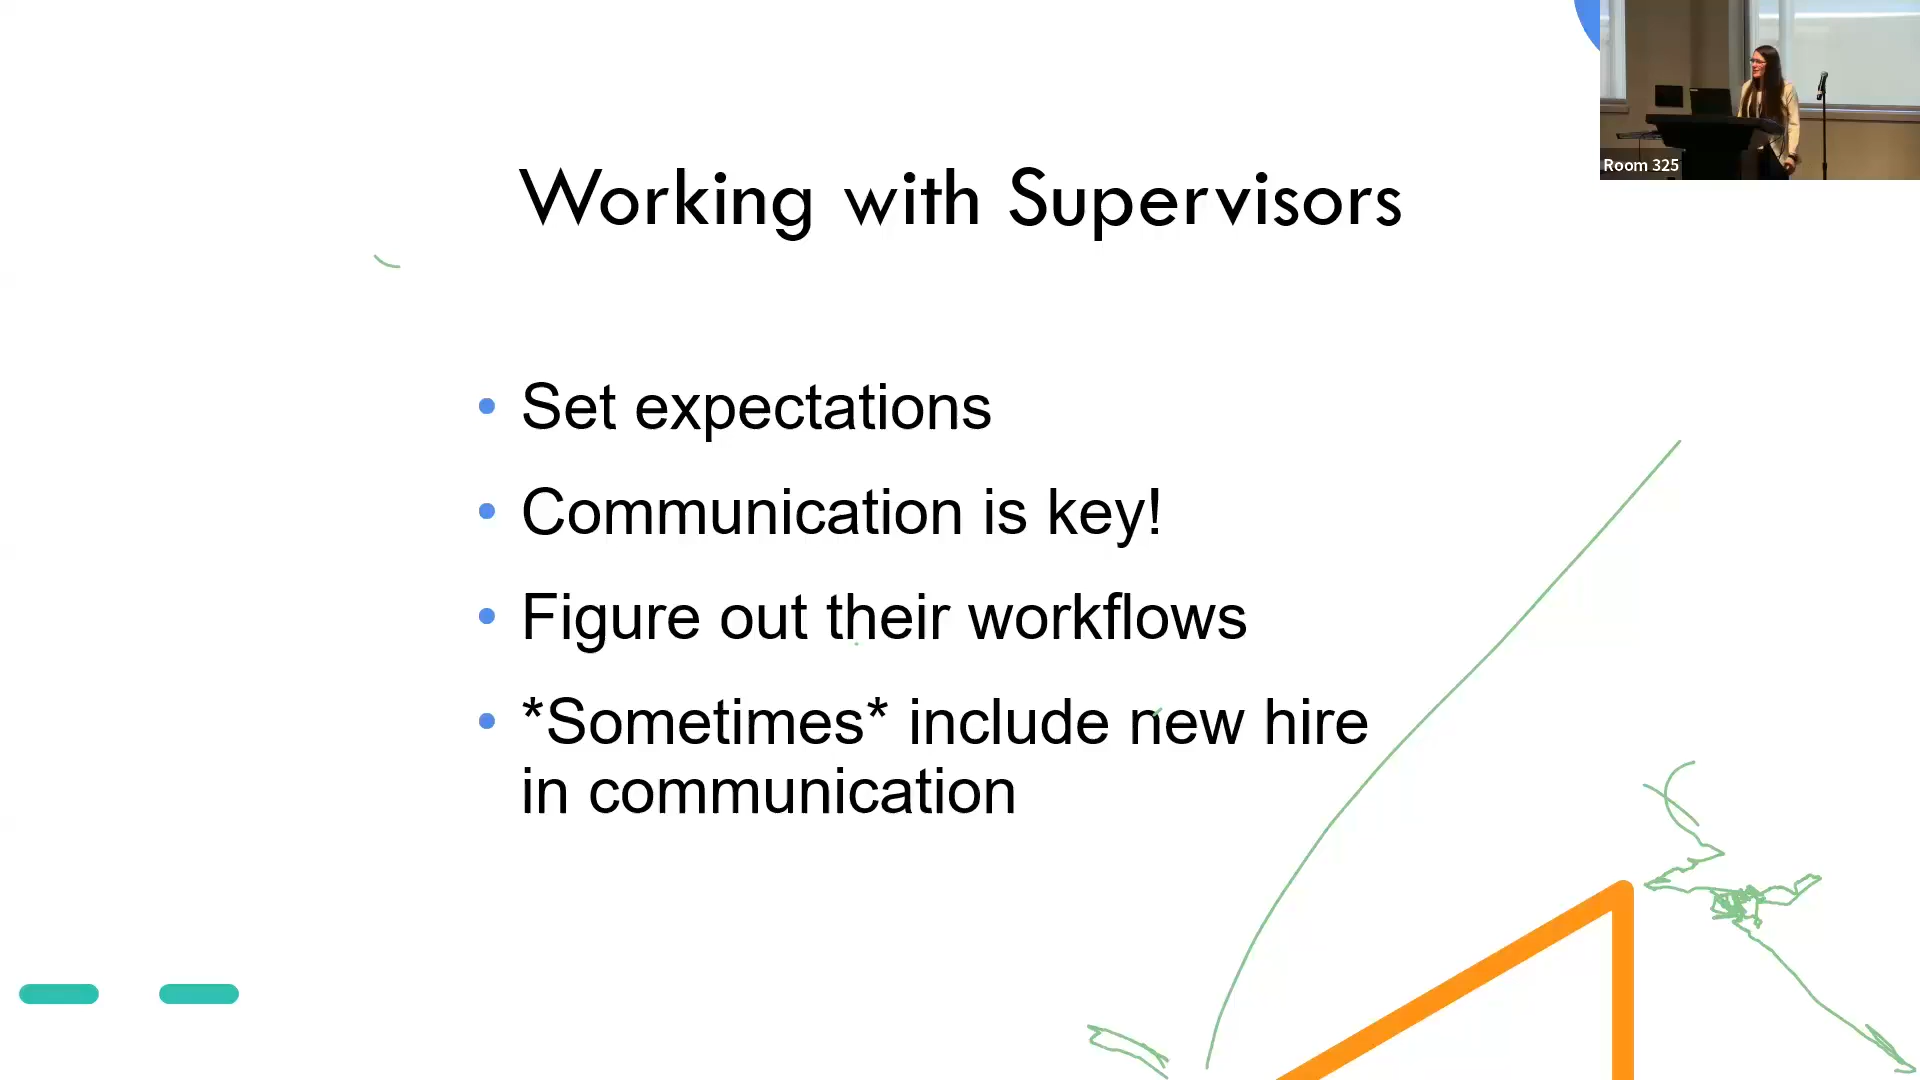 Room 325
Working with Supervisors
• Set expectations
• Communication is key!
• Figure out their workflows
• *Sometimes* include new hire
in communication